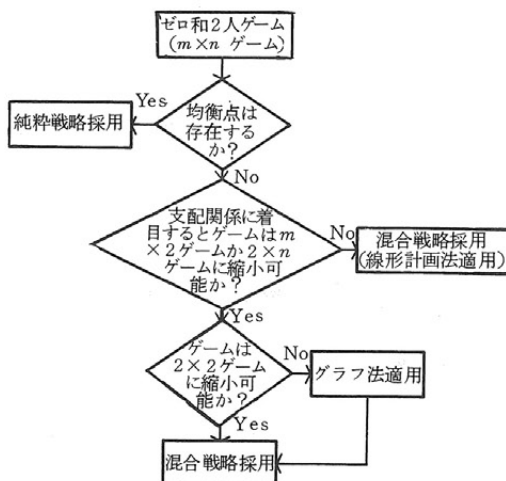 ゼロ和2人ゲーム
(m×n ゲーム)
Yes
純粋戦略採用
均衡点は
存在する
か?
No
支配関係に着
目するとゲームはm
×2ゲームか2×n
ゲームに縮小可
能か?
No
混合戦略採用
(線形計画法適用)
Yes
ゲームは
2×2ゲーム
に縮小可
能か?
No
グラフ法適用
Yes
混合戦略採用